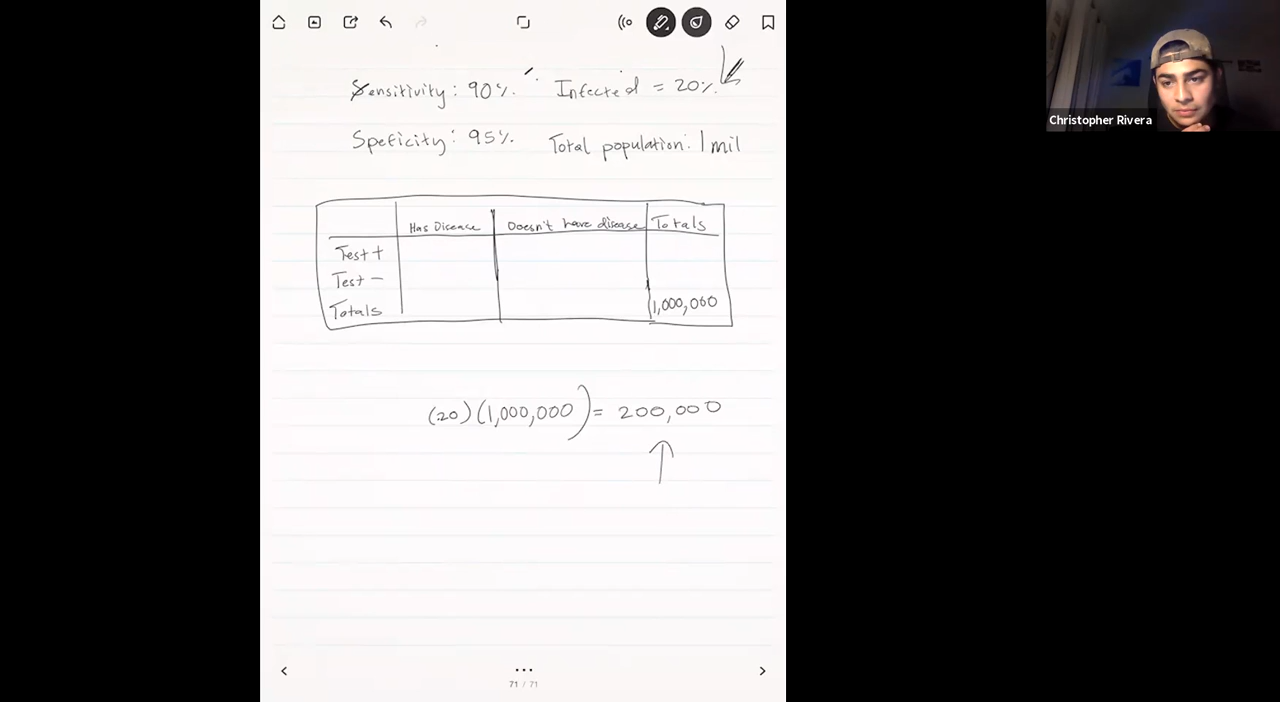 Sensitivity: 90%. Infected = 20%.
Speficity: 95%. Total population: 1 mil
Christopher Rivera
Has Disease Doesn't have disease Totals
Test +
Test −
Totals 1,000,000
(.20)(1,000,000) = 200,000
71 / 71